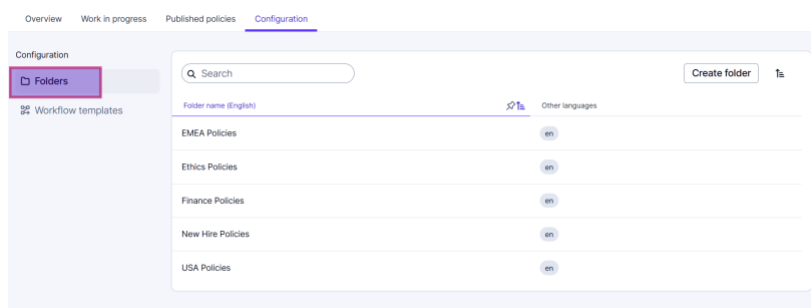 Overview Work in progress Published policies Configuration
Configuration
Folders
Workflow templates
Search
Create folder
Folder name (English) Other languages
EMEA Policies en
Ethics Policies en
Finance Policies en
New Hire Policies en
USA Policies en